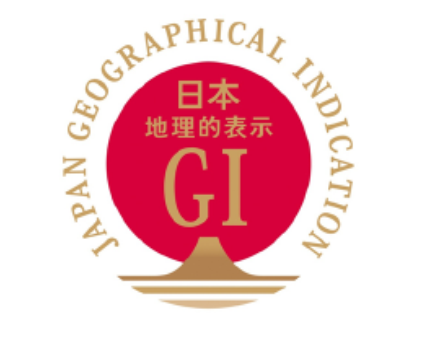 JAPAN GEOGRAPHICAL INDICATION
日本
地理的表示
GI